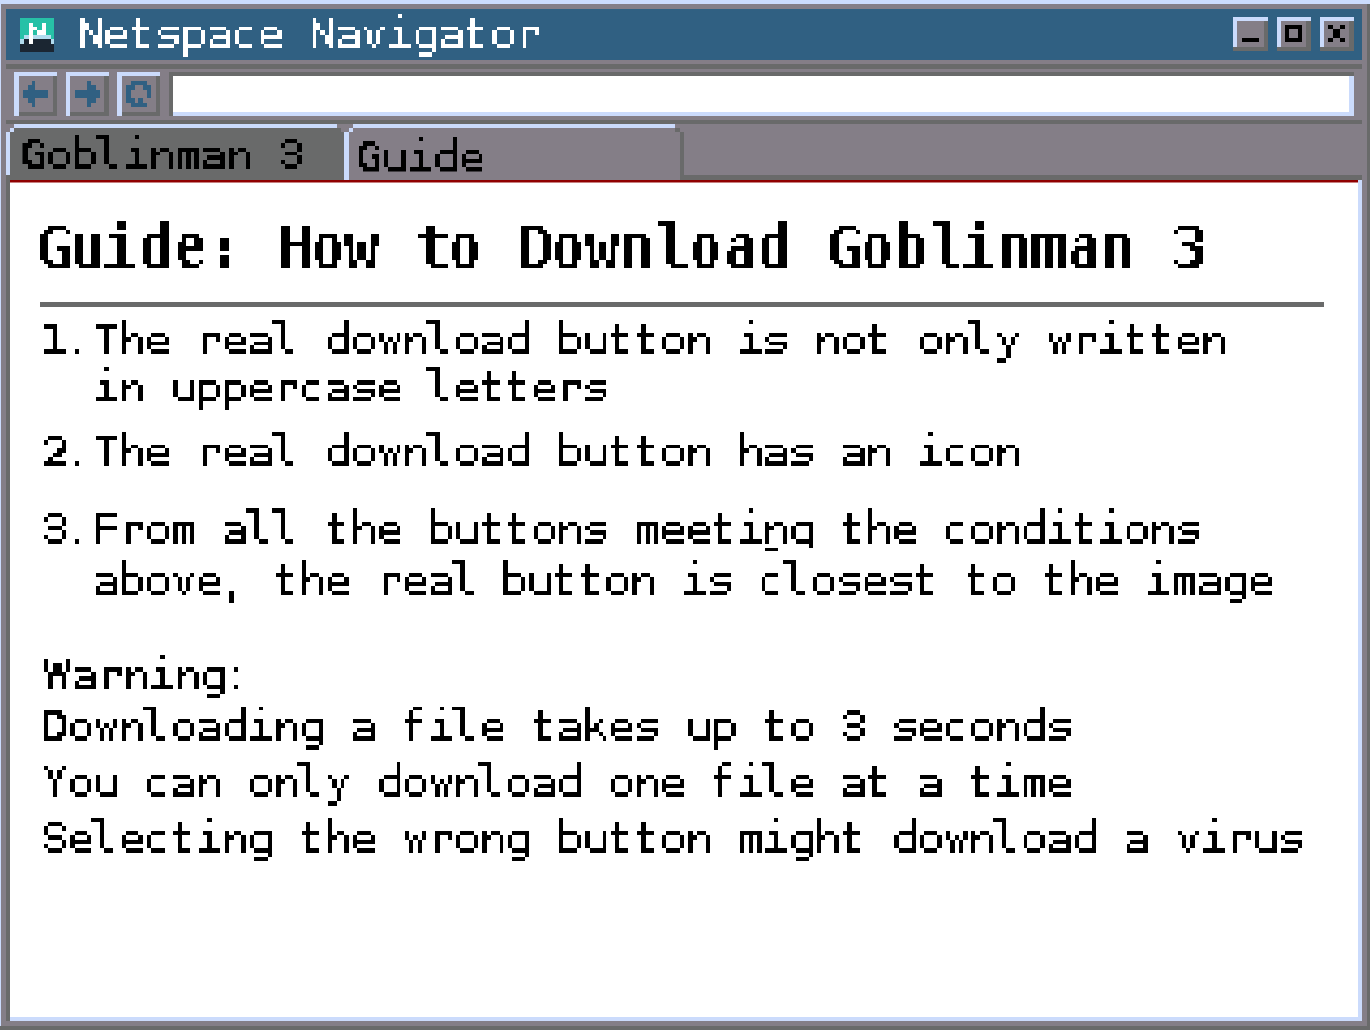 Netspace Navigator
Goblinman 3
Guide
Guide: How to Download Goblinman 3
1. The real download button is not only written
in uppercase letters
2. The real download button has an icon
3. From all the buttons meeting the conditions
above, the real button is closest to the image
Warning:
Downloading a file takes up to 3 seconds
You can only download one file at a time
Selecting the wrong button might download a virus